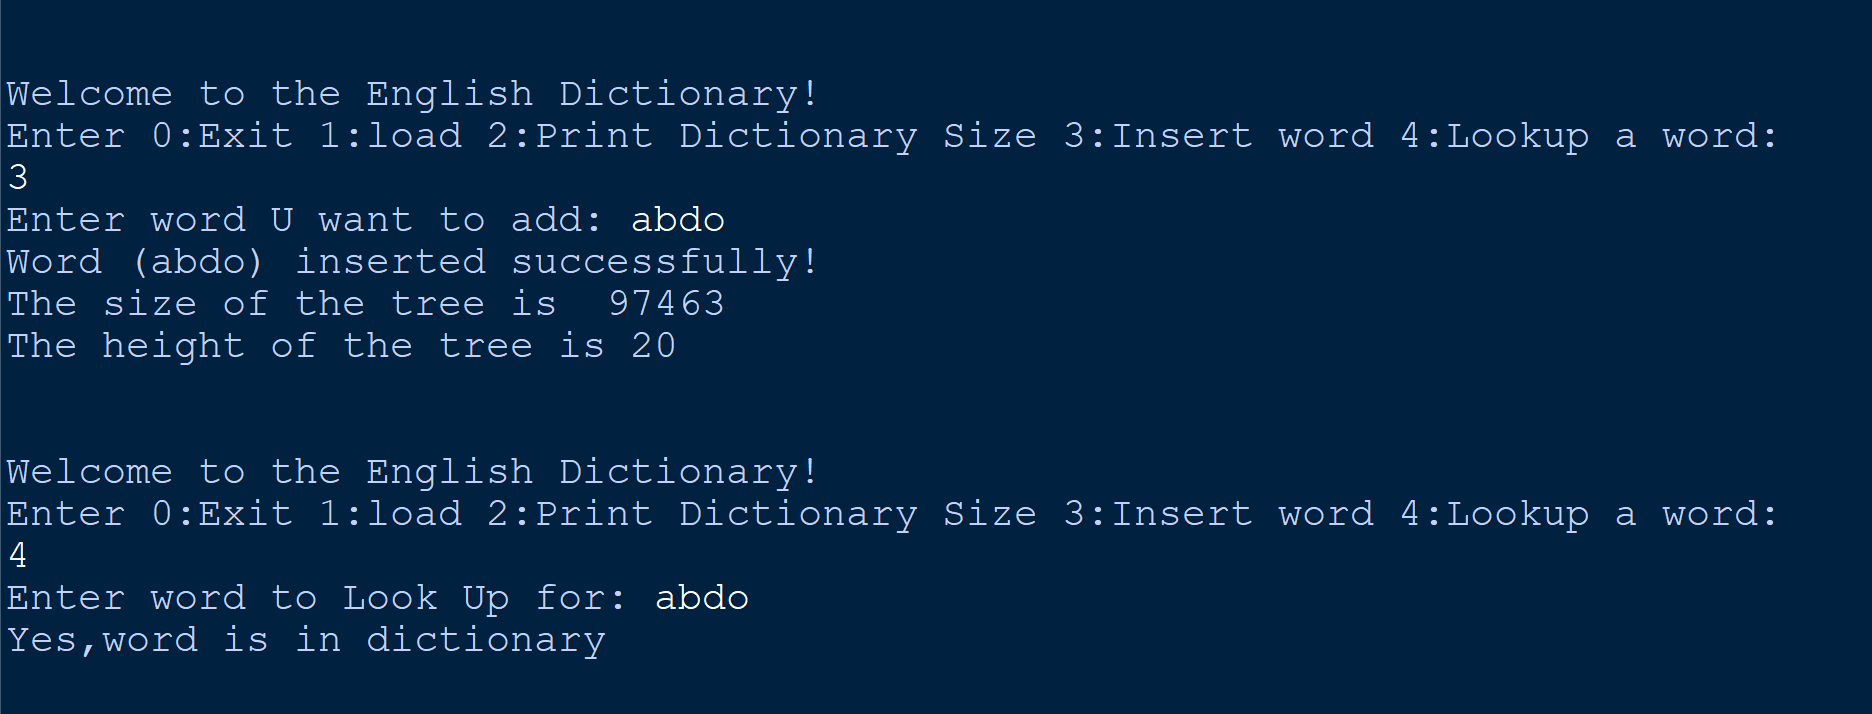 Welcome to the English Dictionary!
Enter 0:Exit 1:load 2:Print Dictionary Size 3:Insert word 4:Lookup a word:
3
Enter word U want to add: abdo
Word (abdo) inserted successfully!
The size of the tree is  97463
The height of the tree is 20
Welcome to the English Dictionary!
Enter 0:Exit 1:load 2:Print Dictionary Size 3:Insert word 4:Lookup a word:
4
Enter word to Look Up for: abdo
Yes,word is in dictionary